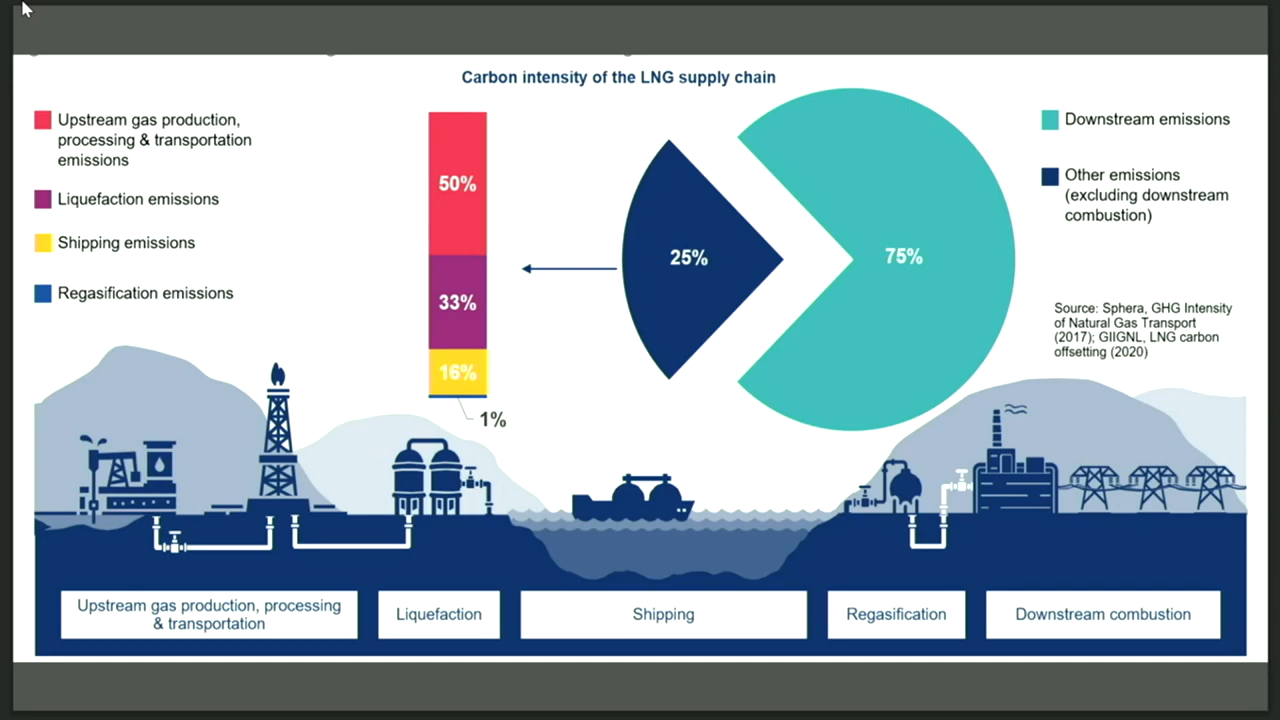 Carbon intensity of the LNG supply chain
Upstream gas production,
processing & transportation
emissions
Liquefaction emissions
Shipping emissions
Regasification emissions
50%
33%
16%
1%
25%
75%
Downstream emissions
Other emissions
(excluding downstream
combustion)
Source: Sphera, GHG Intensity
of Natural Gas Transport
(2017); GIIGNL, LNG carbon
offsetting (2020)
Upstream gas production, processing
& transportation
Liquefaction
Shipping
Regasification
Downstream combustion